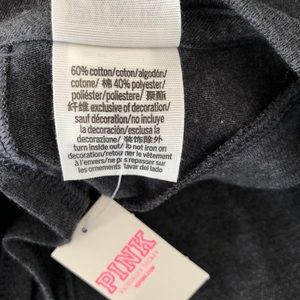 60% cotton/coton/algodón/
cotone/ 棉 40% polyester/
poliéster/poliestere/ 聚酯
纤维 exclusive of decoration/
sauf décoration/no incluye
la decoración/esclusa la
decorazione/ 装饰除外
turn inside out/do not iron on
decoration/retourner le vêtement
à l'envers/ne pas repasser sur
les ornements/lavar del lado
PINK
VICTORIA'S SECRET